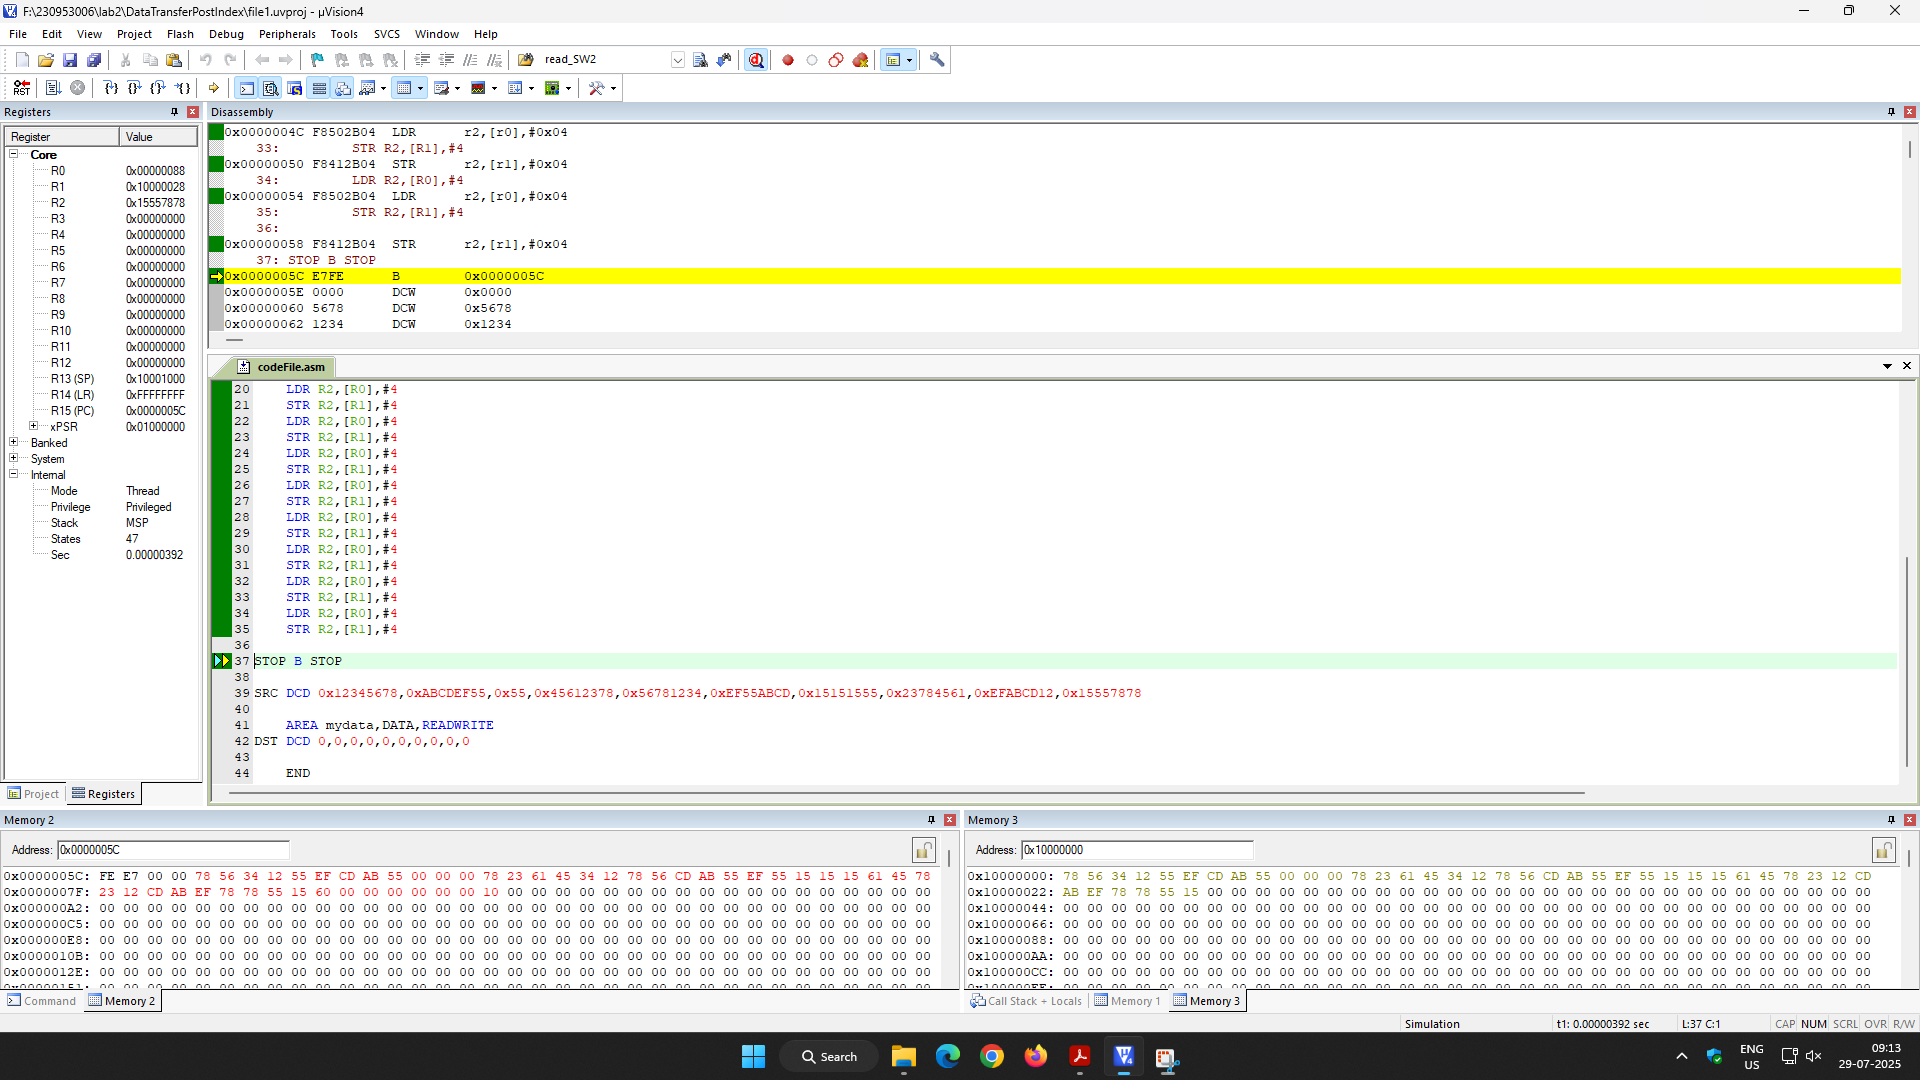 F:\230953006\lab2\DataTransferPostIndex\file1.uvproj - µVision4
File Edit View Project Flash Debug Peripherals Tools SVCS Window Help
read_SW2
RST
Registers
Register Value
Core
R0 0x00000088
R1 0x10000028
R2 0x15557878
R3 0x00000000
R4 0x00000000
R5 0x00000000
R6 0x00000000
R7 0x00000000
R8 0x00000000
R9 0x00000000
R10 0x00000000
R11 0x00000000
R12 0x00000000
R13 (SP) 0x10001000
R14 (LR) 0xFFFFFFFF
R15 (PC) 0x0000005C
xPSR 0x01000000
Banked
System
Internal
Mode Thread
Privilege Privileged
Stack MSP
States 47
Sec 0.00000392
Project Registers
Disassembly
0x0000004C F8502B04 LDR r2,[r0],#0x04
33: STR R2,[R1],#4
0x00000050 F8412B04 STR r2,[r1],#0x04
34: LDR R2,[R0],#4
0x00000054 F8502B04 LDR r2,[r0],#0x04
35: STR R2,[R1],#4
36:
0x00000058 F8412B04 STR r2,[r1],#0x04
37: STOP B STOP
0x0000005C E7FE B 0x0000005C
0x0000005E 0000 DCW 0x0000
0x00000060 5678 DCW 0x5678
0x00000062 1234 DCW 0x1234
codeFile.asm
20 LDR R2,[R0],#4
21 STR R2,[R1],#4
22 LDR R2,[R0],#4
23 STR R2,[R1],#4
24 LDR R2,[R0],#4
25 STR R2,[R1],#4
26 LDR R2,[R0],#4
27 STR R2,[R1],#4
28 LDR R2,[R0],#4
29 STR R2,[R1],#4
30 LDR R2,[R0],#4
31 STR R2,[R1],#4
32 LDR R2,[R0],#4
33 STR R2,[R1],#4
34 LDR R2,[R0],#4
35 STR R2,[R1],#4
36
37 STOP B STOP
38
39 SRC DCD 0x12345678,0xABCDEF55,0x55,0x45612378,0x56781234,0xEF55ABCD,0x15151555,0x23784561,0xEFABCD12,0x15557878
40
41 AREA mydata,DATA,READWRITE
42 DST DCD 0,0,0,0,0,0,0,0,0,0
43
44 END
Memory 2
Address: 0x0000005C
0x0000005C: FE E7 00 00 78 56 34 12 55 EF CD AB 55 00 00 00 78 23 61 45 34 12 78 56 CD AB 55 EF 55 15 15 15 61 45 78
0x0000007F: 23 12 CD AB EF 78 78 55 15 60 00 00 00 00 00 00 10 00 00 00 00 00 00 00 00 00 00 00 00 00 00 00 00 00 00
0x000000A2: 00 00 00 00 00 00 00 00 00 00 00 00 00 00 00 00 00 00 00 00 00 00 00 00 00 00 00 00 00 00 00 00 00 00 00
0x000000C5: 00 00 00 00 00 00 00 00 00 00 00 00 00 00 00 00 00 00 00 00 00 00 00 00 00 00 00 00 00 00 00 00 00 00 00
0x000000E8: 00 00 00 00 00 00 00 00 00 00 00 00 00 00 00 00 00 00 00 00 00 00 00 00 00 00 00 00 00 00 00 00 00 00 00
0x0000010B: 00 00 00 00 00 00 00 00 00 00 00 00 00 00 00 00 00 00 00 00 00 00 00 00 00 00 00 00 00 00 00 00 00 00 00
0x0000012E: 00 00 00 00 00 00 00 00 00 00 00 00 00 00 00 00 00 00 00 00 00 00 00 00 00 00 00 00 00 00 00 00 00 00 00
Command Memory 2
Memory 3
Address: 0x10000000
0x10000000: 78 56 34 12 55 EF CD AB 55 00 00 00 78 23 61 45 34 12 78 56 CD AB 55 EF 55 15 15 15 61 45 78 23 12 CD
0x10000022: AB EF 78 78 55 15 00 00 00 00 00 00 00 00 00 00 00 00 00 00 00 00 00 00 00 00 00 00 00 00 00 00 00 00
0x10000044: 00 00 00 00 00 00 00 00 00 00 00 00 00 00 00 00 00 00 00 00 00 00 00 00 00 00 00 00 00 00 00 00 00 00
0x10000066: 00 00 00 00 00 00 00 00 00 00 00 00 00 00 00 00 00 00 00 00 00 00 00 00 00 00 00 00 00 00 00 00 00 00
0x10000088: 00 00 00 00 00 00 00 00 00 00 00 00 00 00 00 00 00 00 00 00 00 00 00 00 00 00 00 00 00 00 00 00 00 00
0x100000AA: 00 00 00 00 00 00 00 00 00 00 00 00 00 00 00 00 00 00 00 00 00 00 00 00 00 00 00 00 00 00 00 00 00 00
0x100000CC: 00 00 00 00 00 00 00 00 00 00 00 00 00 00 00 00 00 00 00 00 00 00 00 00 00 00 00 00 00 00 00 00 00 00
Call Stack + Locals Memory 1 Memory 3
Simulation t1: 0.00000392 sec L:37 C:1 CAP NUM SCRL OVR R/W
Search
ENG
US
09:13
29-07-2025